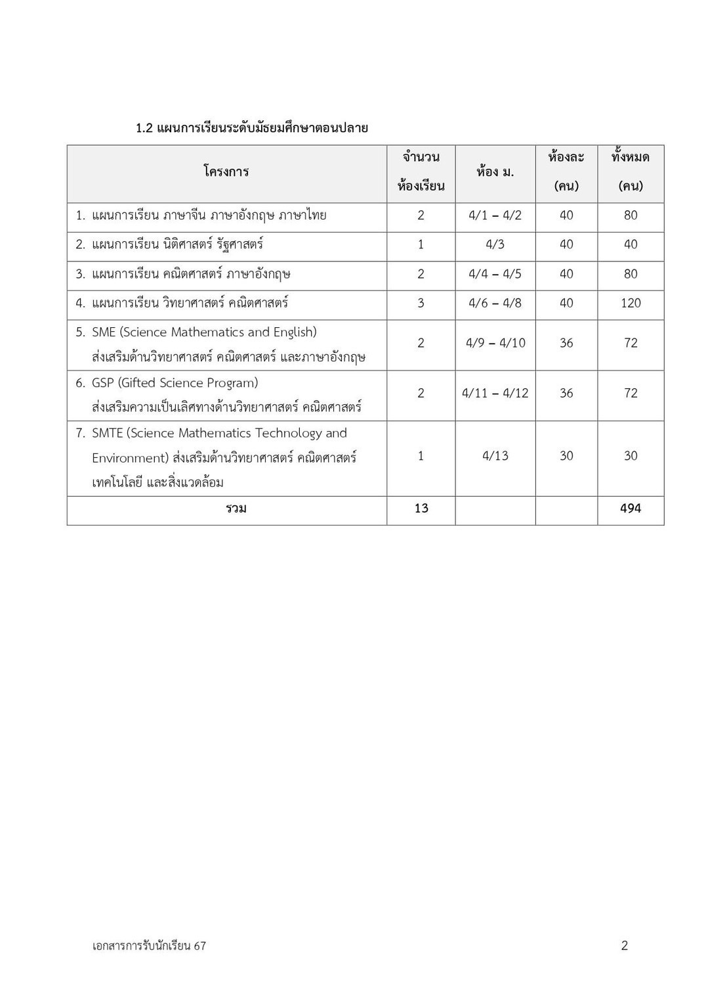 1.2 แผนการเรียนระดับมัธยมศึกษาตอนปลาย
โครงการ จำนวน ห้องเรียน ห้อง ม. ห้องละ (คน) ทั้งหมด (คน)
1. แผนการเรียน ภาษาจีน ภาษาอังกฤษ ภาษาไทย 2 4/1 – 4/2 40 80
2. แผนการเรียน นิติศาสตร์ รัฐศาสตร์ 1 4/3 40 40
3. แผนการเรียน คณิตศาสตร์ ภาษาอังกฤษ 2 4/4 – 4/5 40 80
4. แผนการเรียน วิทยาศาสตร์ คณิตศาสตร์ 3 4/6 – 4/8 40 120
5. SME (Science Mathematics and English)
ส่งเสริมด้านวิทยาศาสตร์ คณิตศาสตร์ และภาษาอังกฤษ 2 4/9 – 4/10 36 72
6. GSP (Gifted Science Program)
ส่งเสริมความเป็นเลิศทางด้านวิทยาศาสตร์ คณิตศาสตร์ 2 4/11 – 4/12 36 72
7. SMTE (Science Mathematics Technology and
Environment) ส่งเสริมด้านวิทยาศาสตร์ คณิตศาสตร์ 1 4/13 30 30
เทคโนโลยี และสิ่งแวดล้อม
รวม 13 494
เอกสารการรับนักเรียน 67 2